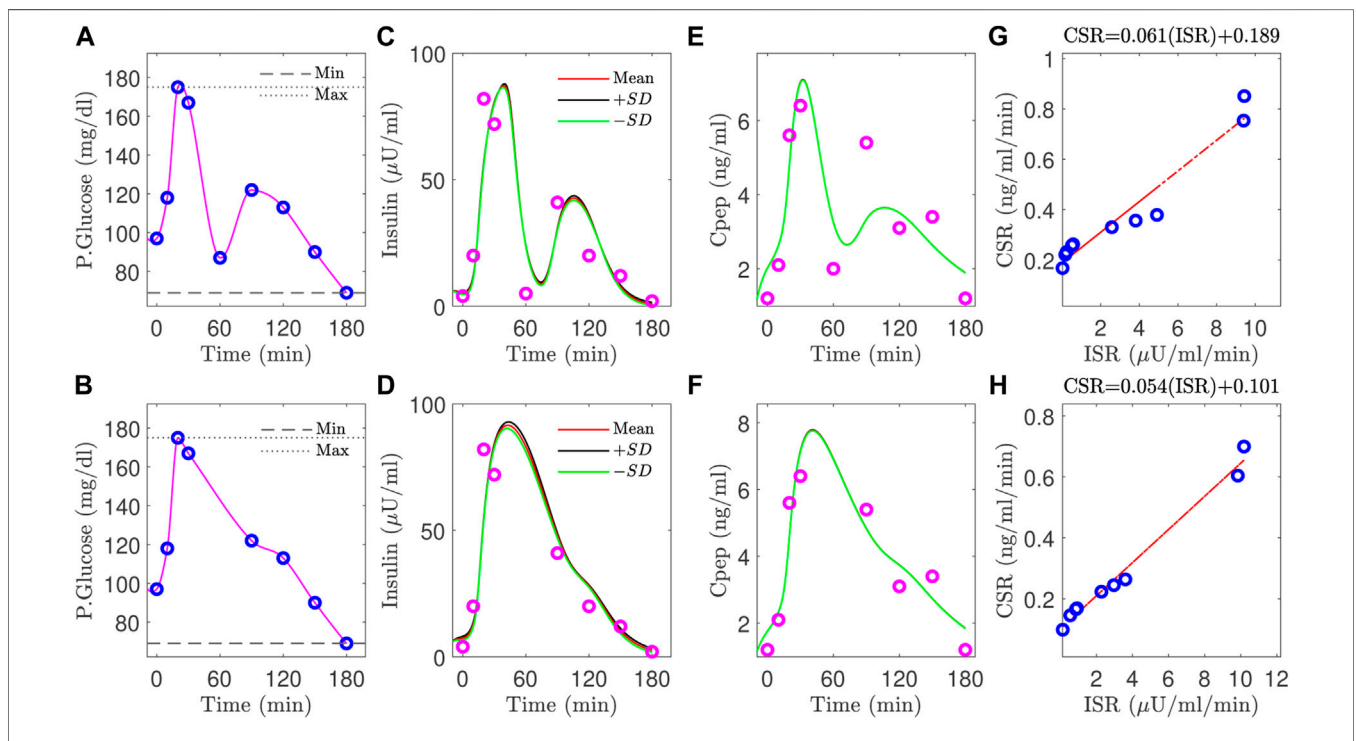 A
P.Glucose (mg/dl)
180
160
140
120
100
80
Min
Max
0 60 120 180
Time (min)
C
Insulin (μU/ml)
100
50
0
Mean
+SD
−SD
0 60 120 180
Time (min)
E
Cpep (ng/ml)
6
4
2
0 60 120 180
Time (min)
G
CSR=0.061(ISR)+0.189
CSR (ng/ml/min)
1
0.8
0.6
0.4
0.2
2 4 6 8 10
ISR (μU/ml/min)
B
P.Glucose (mg/dl)
180
160
140
120
100
80
Min
Max
0 60 120 180
Time (min)
D
Insulin (μU/ml)
100
50
0
Mean
+SD
−SD
0 60 120 180
Time (min)
F
Cpep (ng/ml)
8
6
4
2
0 60 120 180
Time (min)
H
CSR=0.054(ISR)+0.101
CSR (ng/ml/min)
0.8
0.6
0.4
0.2
2 4 6 8 10 12
ISR (μU/ml/min)